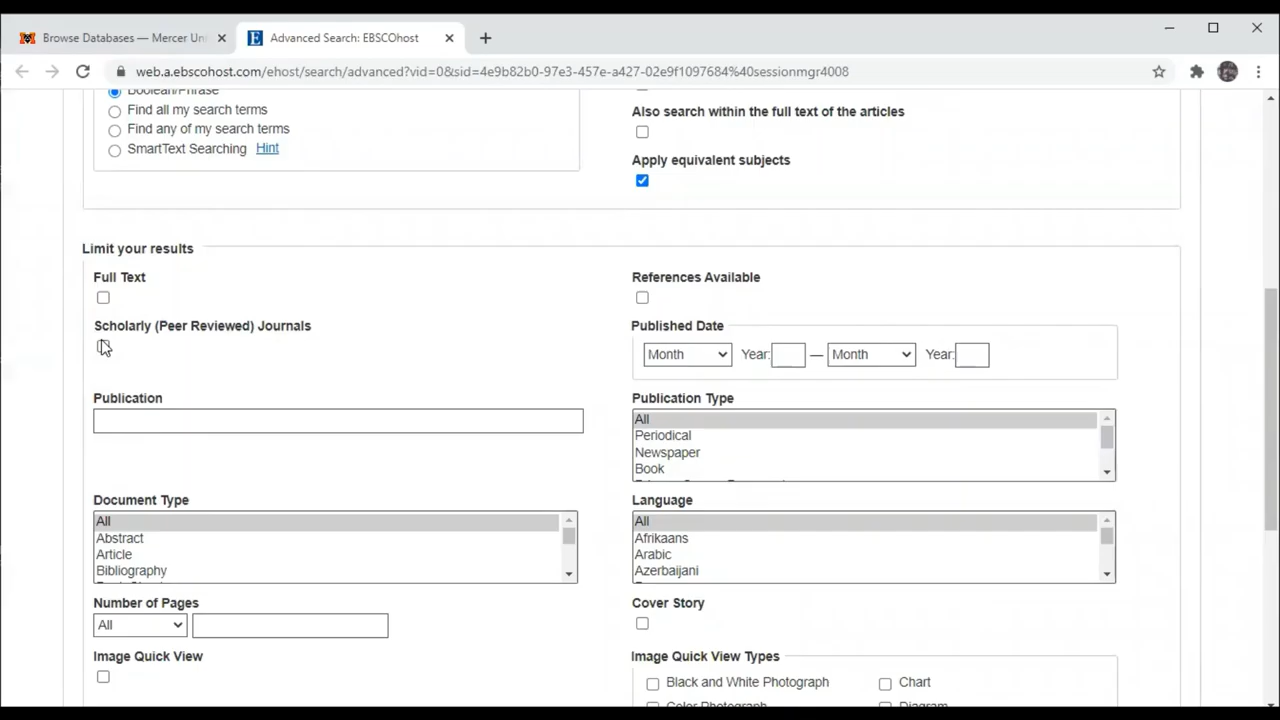 Browse Databases — Mercer Uni
Advanced Search: EBSCOhost
web.a.ebscohost.com/ehost/search/advanced?vid=0&sid=4e9b82b0-97e3-457e-a427-02e9f1097684%40sessionmgr4008
Boolean/Phrase
Find all my search terms
Find any of my search terms
SmartText Searching Hint
Also search within the full text of the articles
Apply equivalent subjects
Limit your results
Full Text
References Available
Scholarly (Peer Reviewed) Journals
Published Date
Month Year: — Month Year:
Publication
Publication Type
All
Periodical
Newspaper
Book
Document Type
All
Abstract
Article
Bibliography
Language
All
Afrikaans
Arabic
Azerbaijani
Number of Pages
All
Cover Story
Image Quick View
Image Quick View Types
Black and White Photograph
Chart
Color Photograph
Diagram